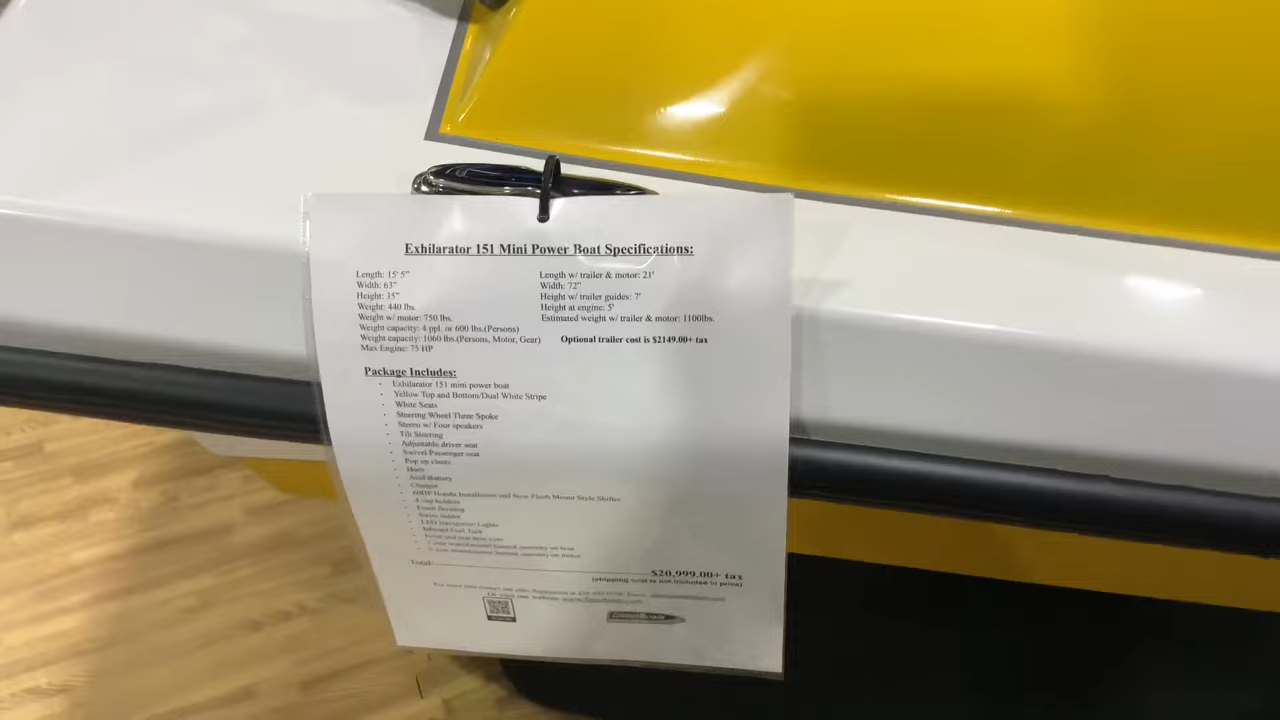 Exhilarator 151 Mini Power Boat Specifications:
Length: 15' 5"
Width: 63"
Height: 35"
Weight: 440 lbs.
Weight w/ motor: 750 lbs.
Weight capacity: 4 ppl. or 600 lbs.(Persons)
Weight capacity: 1060 lbs.(Persons, Motor, Gear)
Max Engine: 75 HP
Length w/ trailer & motor: 21'
Width: 72"
Height w/ trailer guides: 7'
Height at engine: 5'
Estimated weight w/ trailer & motor: 1100lbs.
Optional trailer cost is $2149.00+ tax
Package Includes:
· Exhilarator 151 mini power boat
· Yellow Top and Bottom/Dual White Stripe
· White Seats
· Steering Wheel Three Spoke
· Stereo w/ Four speakers
· Tilt Steering
· Adjustable driver seat
· Swivel Passenger seat
· Pop up cleats
· Horn
· Battery
· Charger
· 60HP Honda Installation and New Flush Mount Style Shifter
· 4 cup holders
· Swim ladder
· LED Navigation Lights
· Inboard Fuel Tank
Total: $20,999.00+ tax
(shipping cost is not included in price)